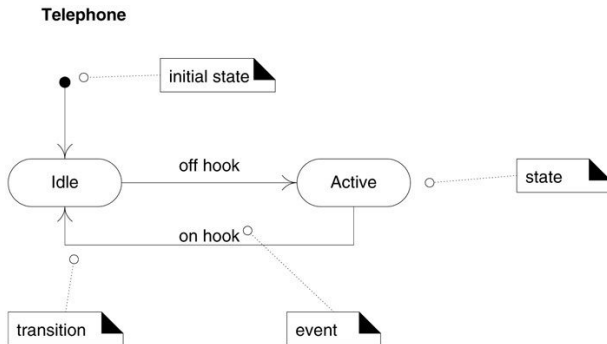 Telephone
initial state
off hook
Idle
Active
state
on hook
transition
event